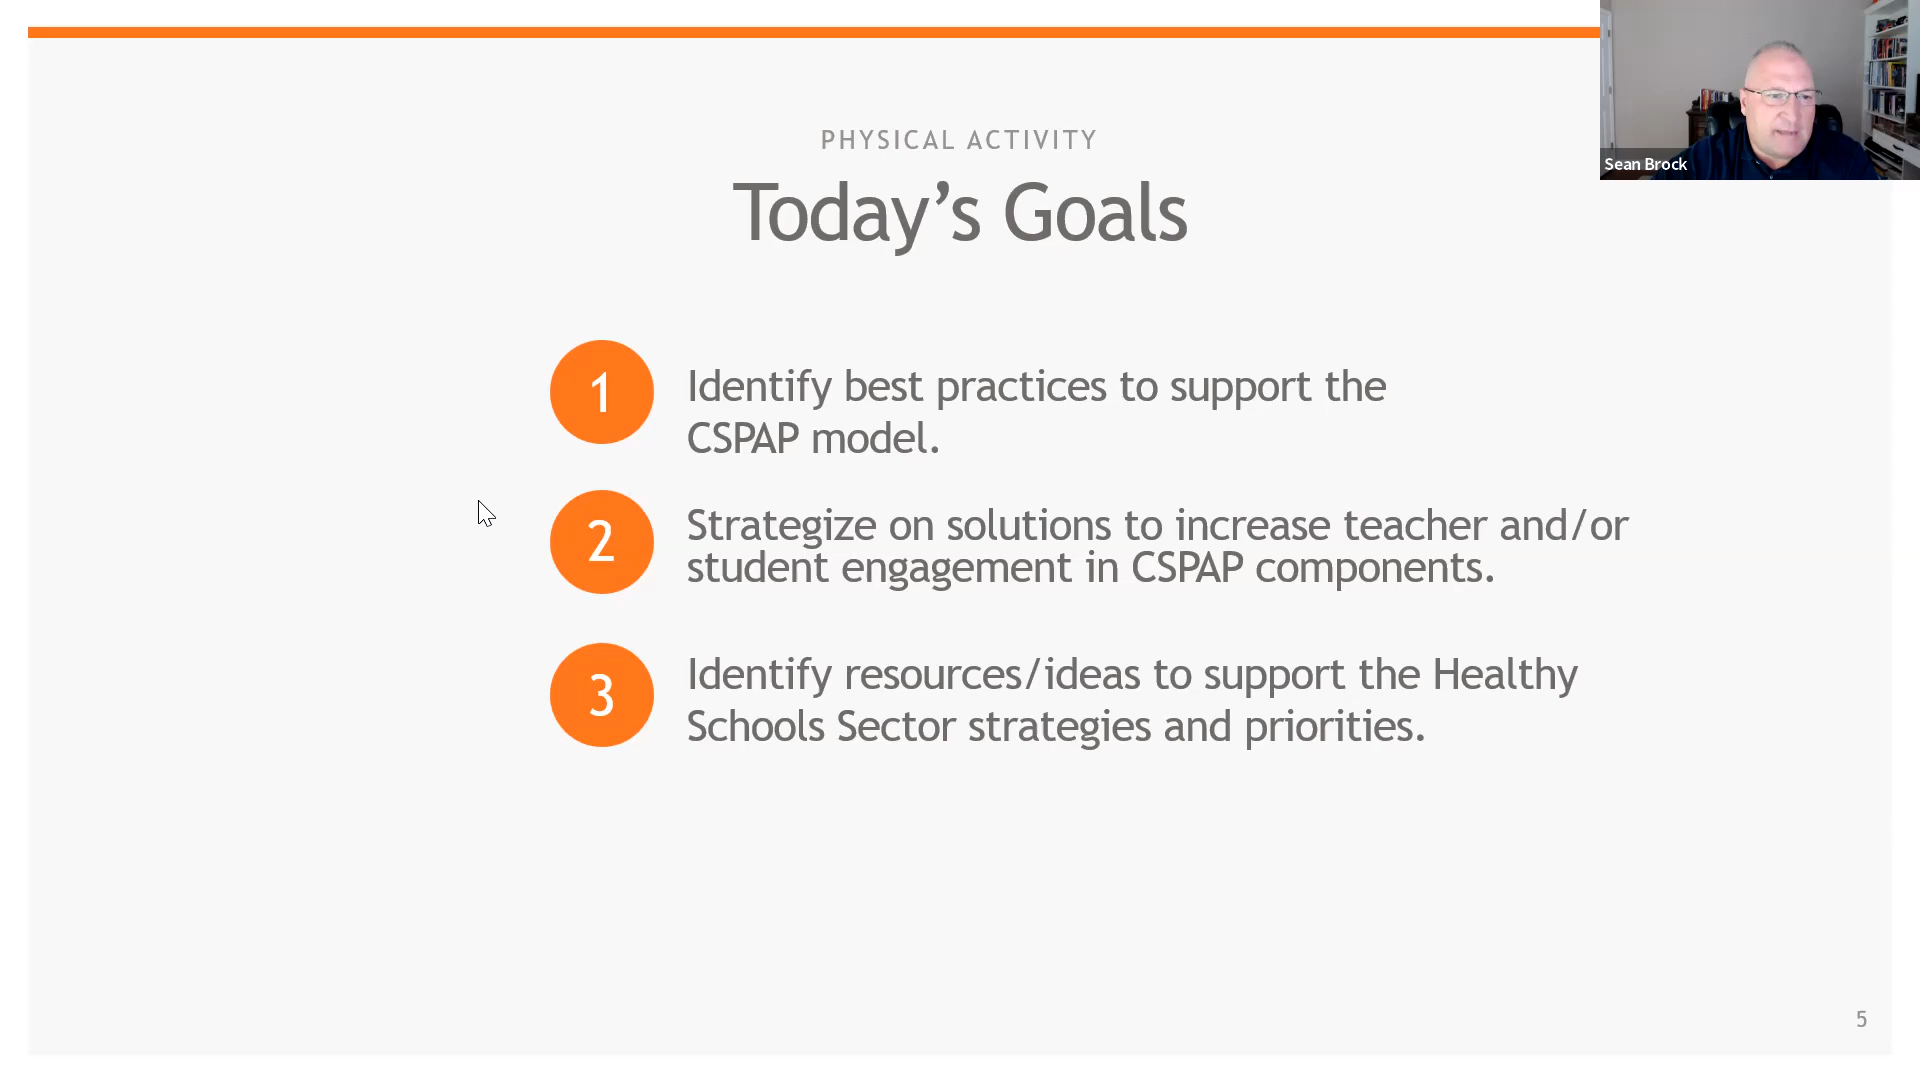 PHYSICAL ACTIVITY
Today’s Goals
Sean Brock
1
Identify best practices to support the
CSPAP model.
2
Strategize on solutions to increase teacher and/or
student engagement in CSPAP components.
3
Identify resources/ideas to support the Healthy
Schools Sector strategies and priorities.
5